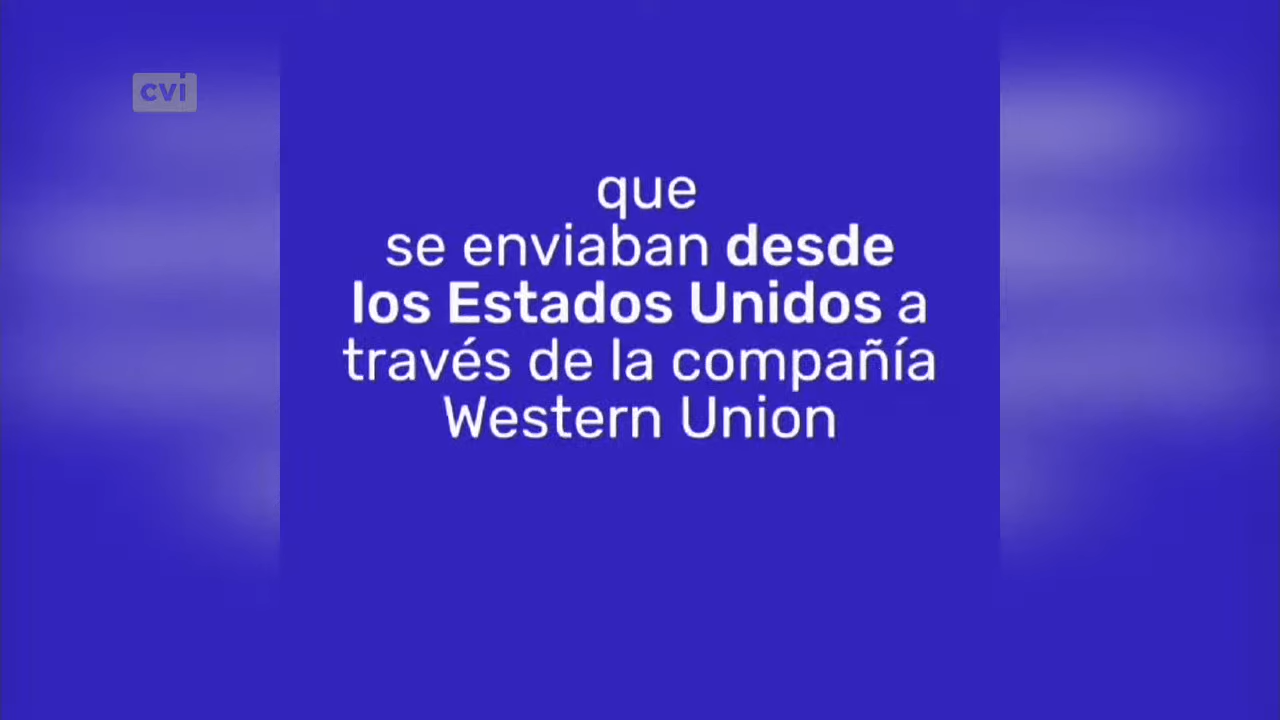 cvi
que
se enviaban desde
los Estados Unidos a
través de la compañía
Western Union